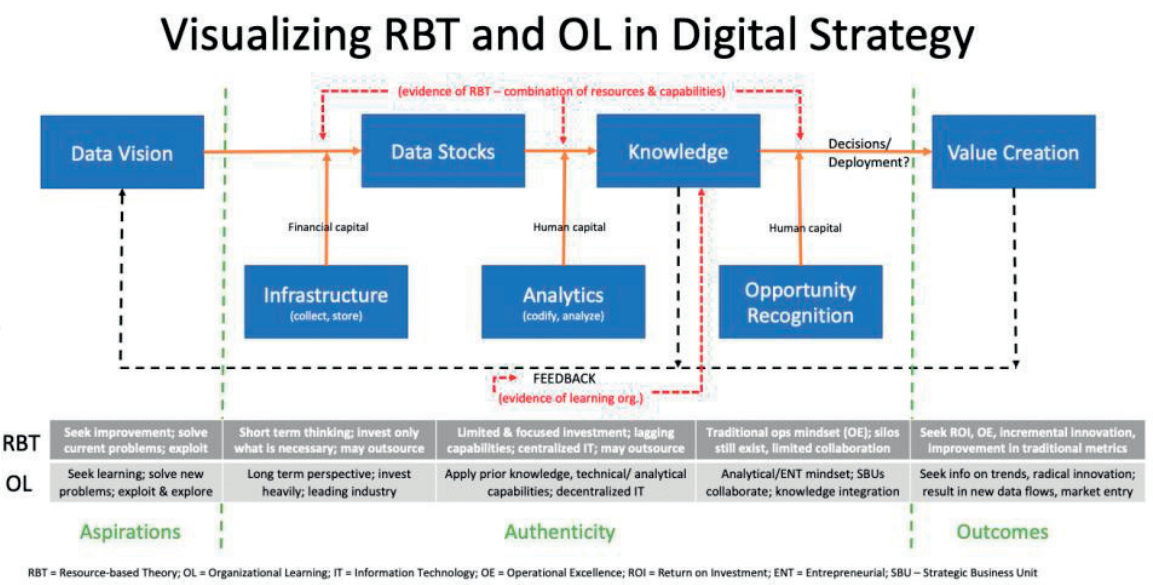 Visualizing RBT and OL in Digital Strategy
(evidence of RBT – combination of resources & capabilities)
Data Vision
Data Stocks
Knowledge
Decisions/
Deployment?
Value Creation
Financial capital
Human capital
Human capital
Infrastructure
(collect, store)
Analytics
(codify, analyze)
Opportunity
Recognition
FEEDBACK
(evidence of learning org.)
RBT
Seek improvement; solve
current problems; exploit
Short term thinking; invest only
what is necessary; may outsource
Limited & focused investment; lagging
capabilities; centralized IT; may outsource
Traditional ops mindset (OE); silos
still exist, limited collaboration
Seek ROI, OE, incremental innovation,
improvement in traditional metrics
OL
Seek learning; solve new
problems; exploit & explore
Long term perspective; invest
heavily; leading industry
Apply prior knowledge, technical/ analytical
capabilities; decentralized IT
Analytical/ENT mindset; SBUs
collaborate; knowledge integration
Seek info on trends, radical innovation;
result in new data flows, market entry
Aspirations
Authenticity
Outcomes
RBT = Resource-based Theory; OL = Organizational Learning; IT = Information Technology; OE = Operational Excellence; ROI = Return on Investment; ENT = Entrepreneurial; SBU – Strategic Business Unit